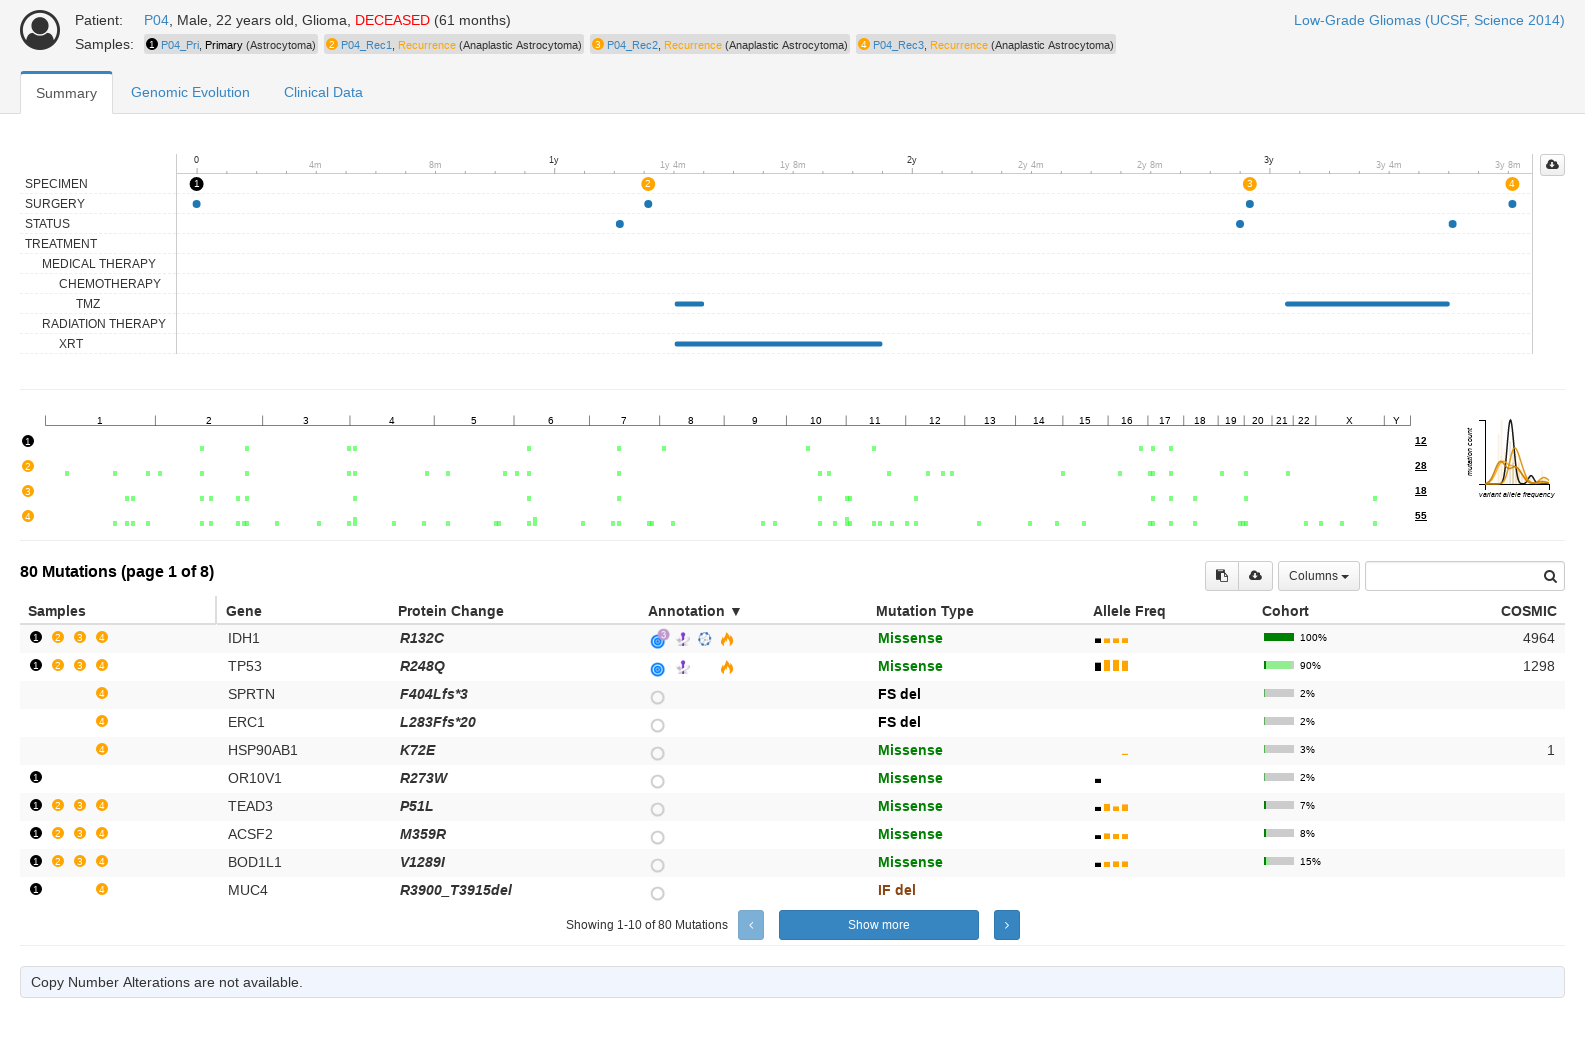 Patient: P04, Male, 22 years old, Glioma, DECEASED (61 months) Low-Grade Gliomas (UCSF, Science 2014)
Samples: 1 P04_Pri, Primary (Astrocytoma) 2 P04_Rec1, Recurrence (Anaplastic Astrocytoma) 3 P04_Rec2, Recurrence (Anaplastic Astrocytoma) 4 P04_Rec3, Recurrence (Anaplastic Astrocytoma)
Summary Genomic Evolution Clinical Data
0 4m 8m 1y 1y 4m 1y 8m 2y 2y 4m 2y 8m 3y 3y 4m 3y 8m
SPECIMEN 1 2 3 4
SURGERY
STATUS
TREATMENT
MEDICAL THERAPY
CHEMOTHERAPY
TMZ
RADIATION THERAPY
XRT
1 2 3 4 5 6 7 8 9 10 11 12 13 14 15 16 17 18 19 20 21 22 X Y
1 12
2 28
3 18
4 55
mutation count
variant allele frequency
80 Mutations (page 1 of 8) Columns
Samples Gene Protein Change Annotation ▼ Mutation Type Allele Freq Cohort COSMIC
1 2 3 4 IDH1 R132C 3 Missense 100% 4964
1 2 3 4 TP53 R248Q Missense 90% 1298
4 SPRTN F404Lfs*3 FS del 2%
4 ERC1 L283Ffs*20 FS del 2%
4 HSP90AB1 K72E Missense 3% 1
1 OR10V1 R273W Missense 2%
1 2 3 4 TEAD3 P51L Missense 7%
1 2 3 4 ACSF2 M359R Missense 8%
1 2 3 4 BOD1L1 V1289I Missense 15%
1 4 MUC4 R3900_T3915del IF del
Showing 1-10 of 80 Mutations ‹ Show more ›
Copy Number Alterations are not available.